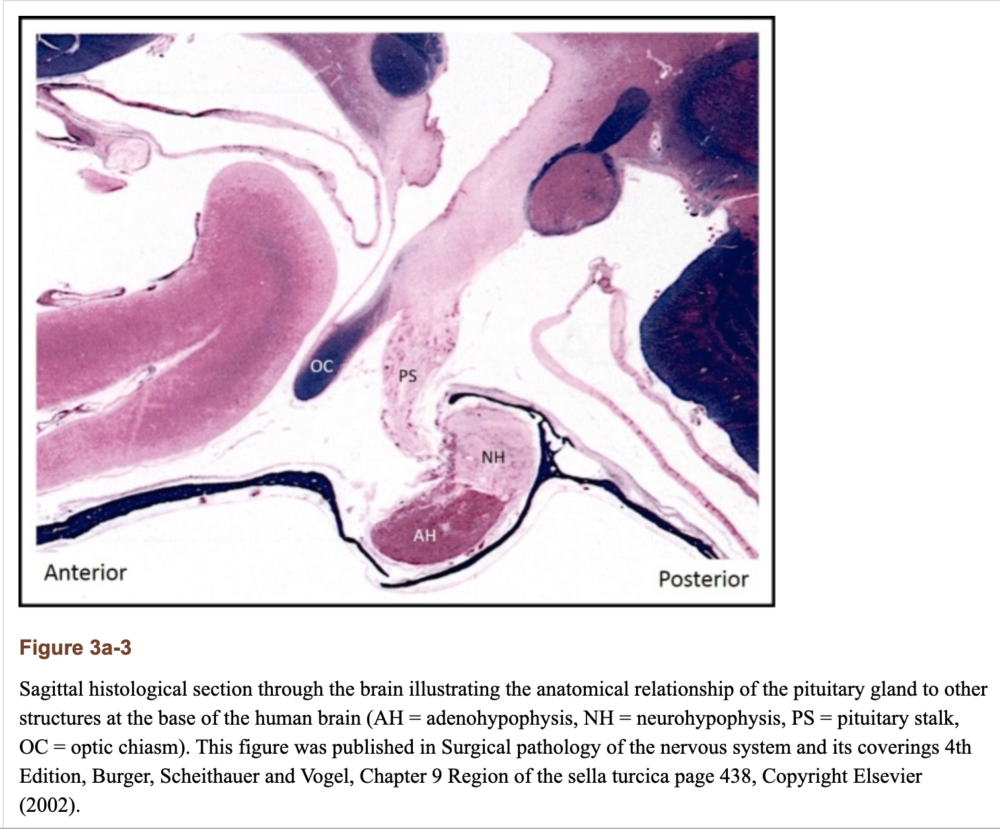 OC
PS
NH
AH
Anterior
Posterior
Figure 3a-3
Sagittal histological section through the brain illustrating the anatomical relationship of the pituitary gland to other
structures at the base of the human brain (AH = adenohypophysis, NH = neurohypophysis, PS = pituitary stalk,
OC = optic chiasm). This figure was published in Surgical pathology of the nervous system and its coverings 4th
Edition, Burger, Scheithauer and Vogel, Chapter 9 Region of the sella turcica page 438, Copyright Elsevier
(2002).